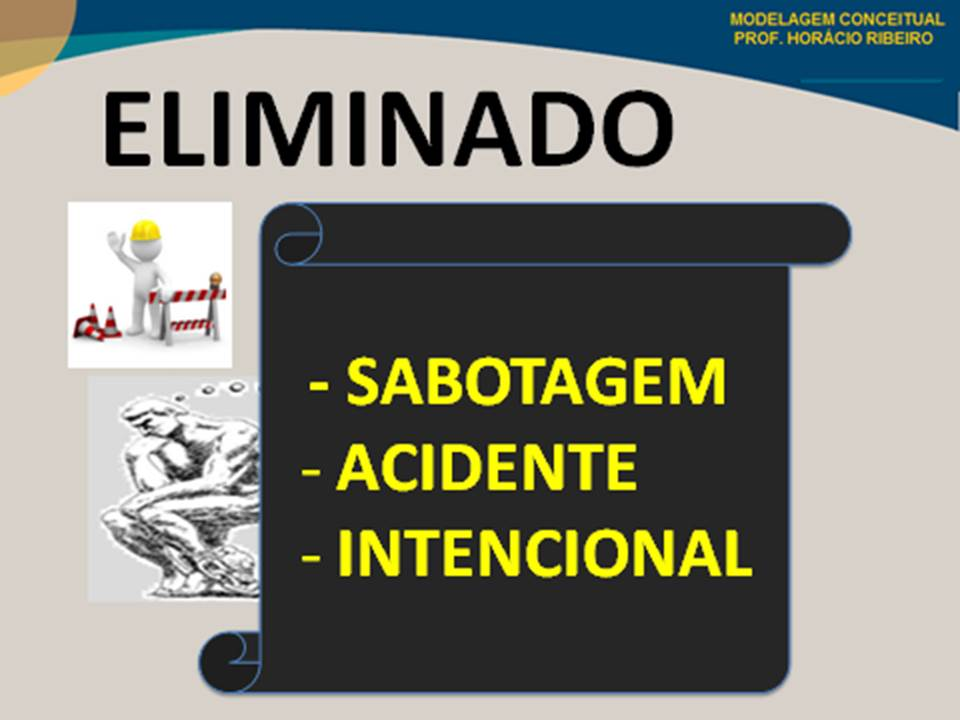 MODELAGEM CONCEITUAL
PROF. HORÁCIO RIBEIRO
ELIMINADO
- SABOTAGEM
- ACIDENTE
- INTENCIONAL